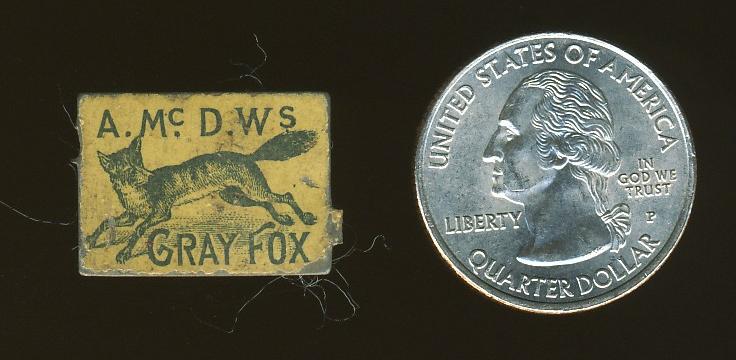 A. Mc D. Ws
GRAY FOX
UNITED STATES OF AMERICA
IN
GOD WE
TRUST
LIBERTY
P
QUARTER DOLLAR